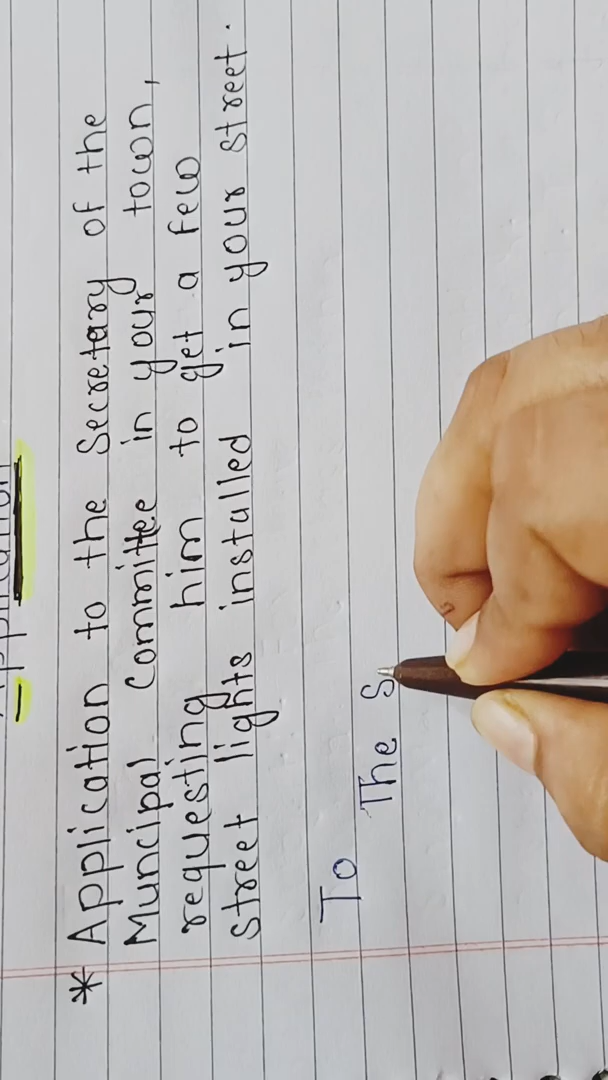 Application
* Application to the Secretary of the
Muncipal Committee in your town,
requesting him to get a few
street lights installed in your street.
To
The S